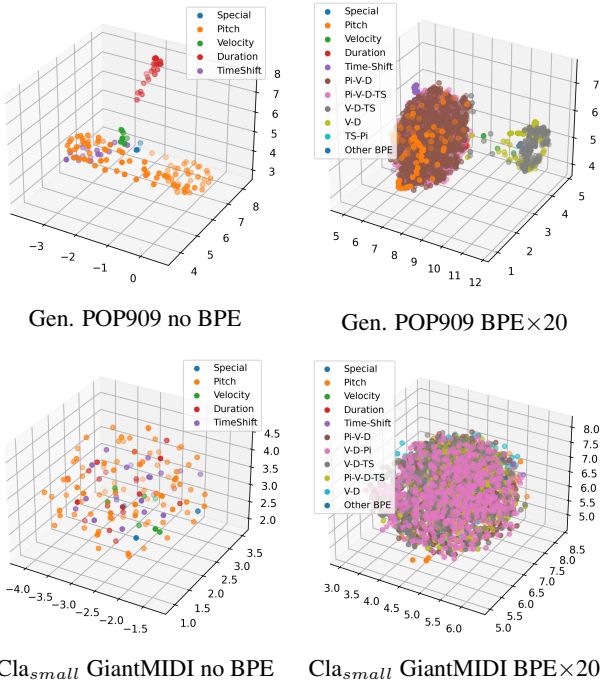 Special
Pitch
Velocity
Duration
TimeShift
8
7
6
5
4
3
−3
−2
−1
0
4
5
6
7
8
Gen. POP909 no BPE
Special
Pitch
Velocity
Duration
Time-Shift
Pi-V-D
Pi-V-D-TS
V-D-TS
V-D
TS-Pi
Other BPE
7
6
5
4
5
6
7
8
9
10
11
12
1
2
3
4
5
Gen. POP909 BPE×20
Special
Pitch
Velocity
Duration
TimeShift
4.5
4.0
3.5
3.0
2.5
2.0
−4.0
−3.5
−3.0
−2.5
−2.0
−1.5
1.0
1.5
2.0
2.5
3.0
3.5
Cla_small GiantMIDI no BPE
Special
Pitch
Velocity
Duration
Time-Shift
Pi-V-D
V-D-Pi
V-D-TS
Pi-V-D-TS
V-D
Other BPE
8.0
7.5
7.0
6.5
6.0
5.5
5.0
3.0
3.5
4.0
4.5
5.0
5.5
6.0
5.0
5.5
6.0
6.5
7.0
7.5
8.0
8.5
Cla_small GiantMIDI BPE×20